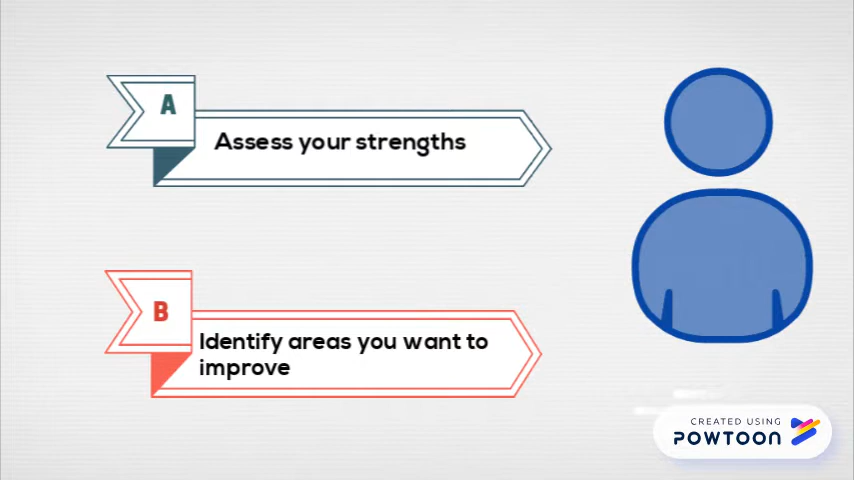 A
Assess your strengths
B
Identify areas you want to
improve
CREATED USING
POWTOON